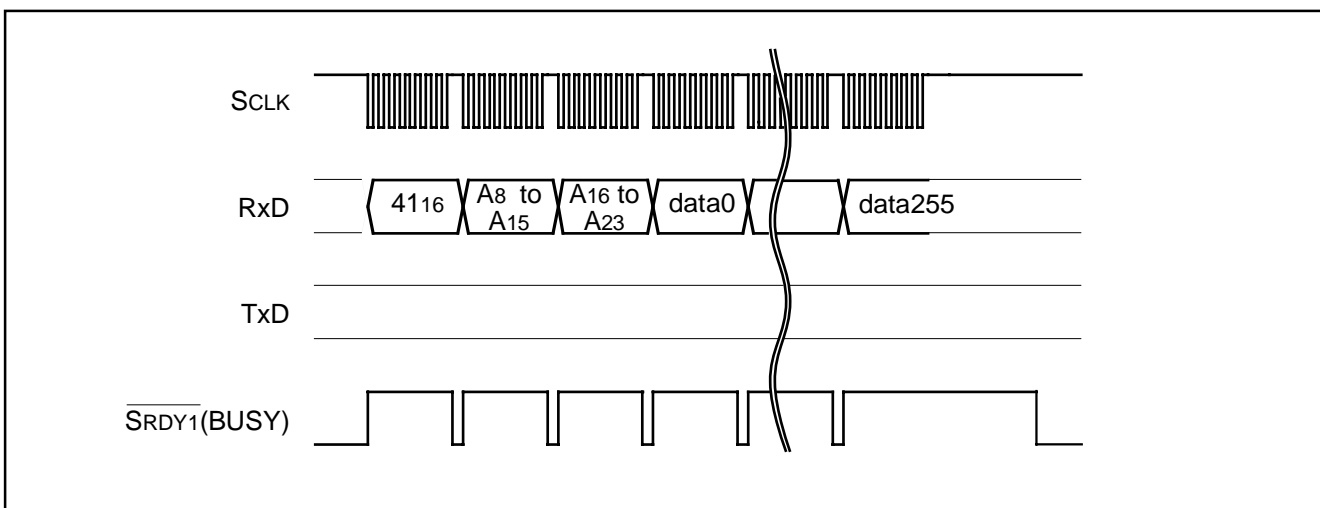 SCLK
RxD
4116
A8 to
A15
A16 to
A23
data0
data255
TxD
SRDY1(BUSY)